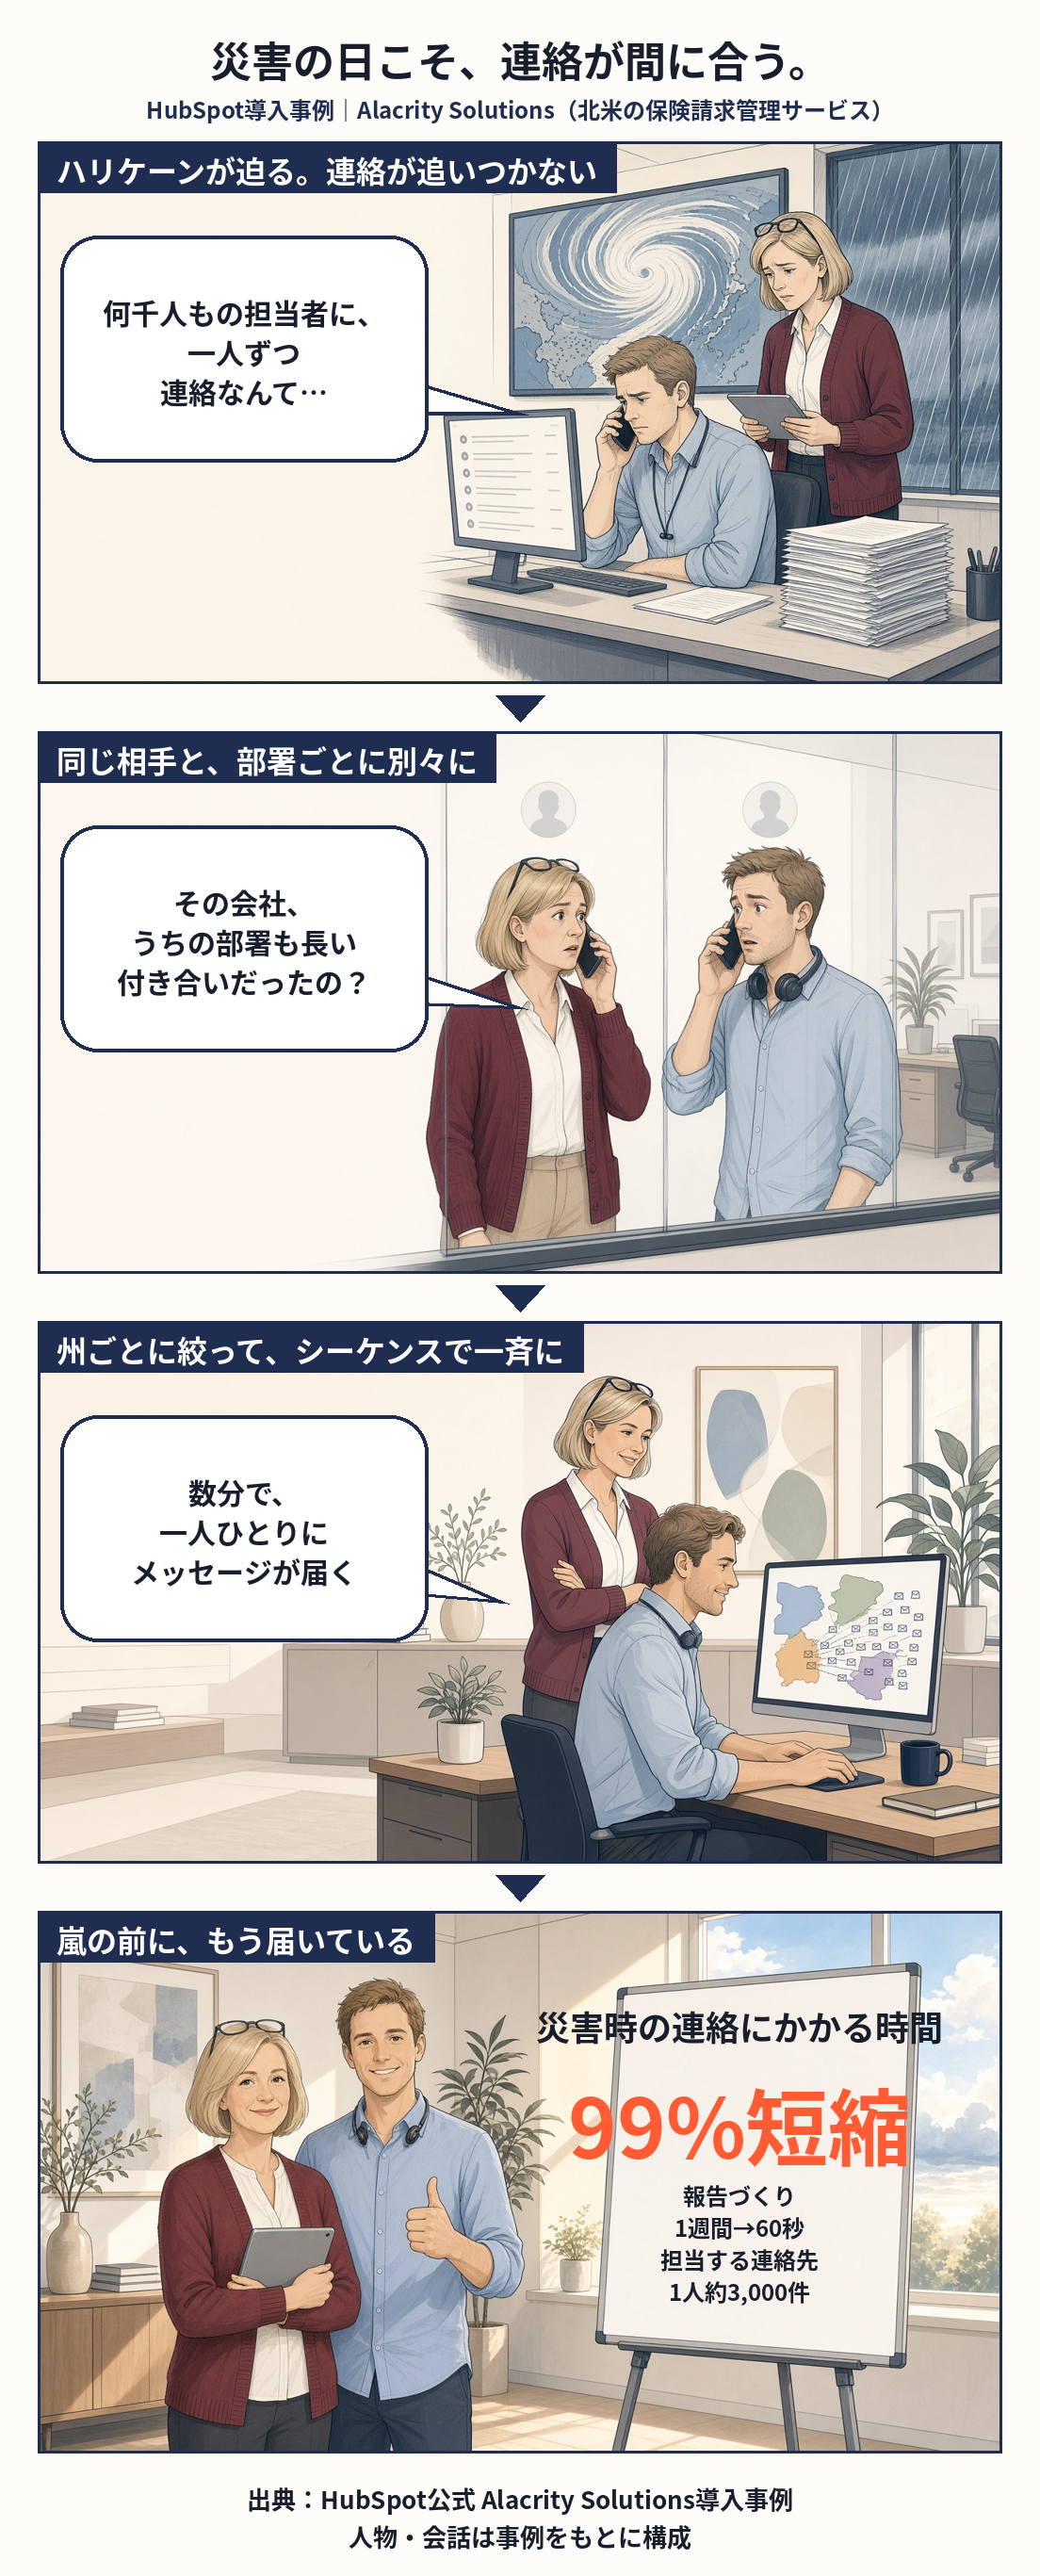 災害の日こそ、連絡が間に合う。
HubSpot導入事例｜Alacrity Solutions（北米の保険請求管理サービス）
ハリケーンが迫る。連絡が追いつかない
何千人もの担当者に、
一人ずつ
連絡なんて…
同じ相手と、部署ごとに別々に
その会社、
うちの部署も長い
付き合いだったの？
州ごとに絞って、シーケンスで一斉に
数分で、
一人ひとりに
メッセージが届く
嵐の前に、もう届いている
災害時の連絡にかかる時間
99%短縮
報告づくり
1週間→60秒
担当する連絡先
1人約3,000件
出典：HubSpot公式 Alacrity Solutions導入事例
人物・会話は事例をもとに構成